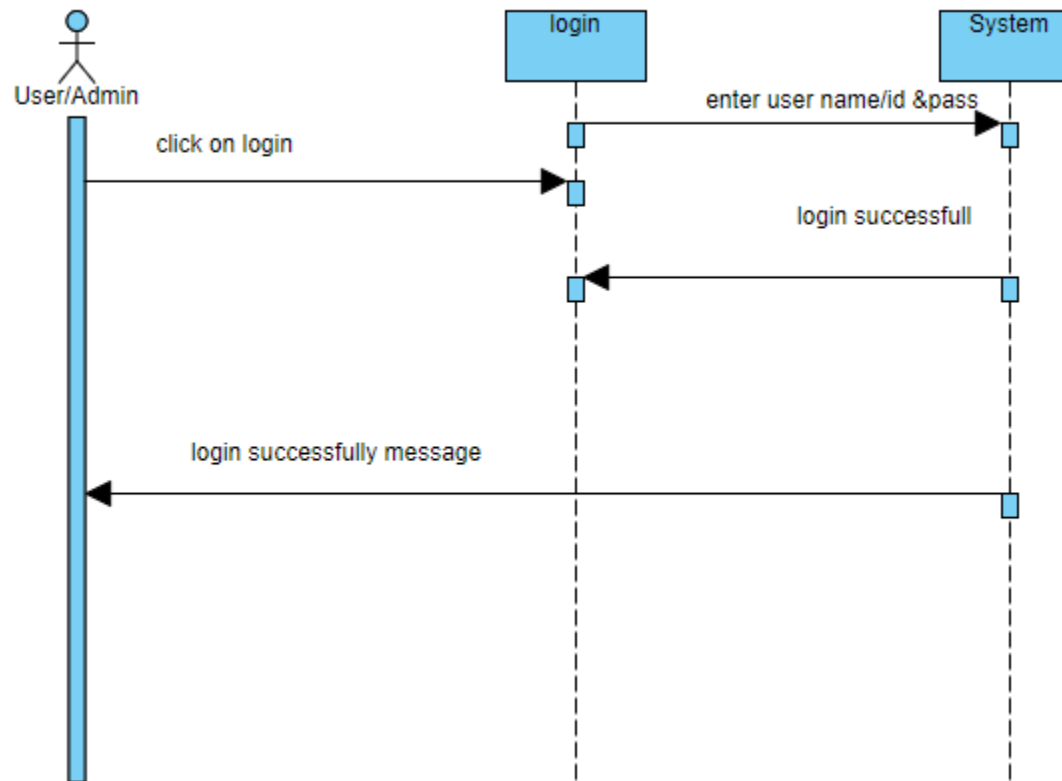 login
System
User/Admin
enter user name/id &pass
click on login
login successfull
login successfully message